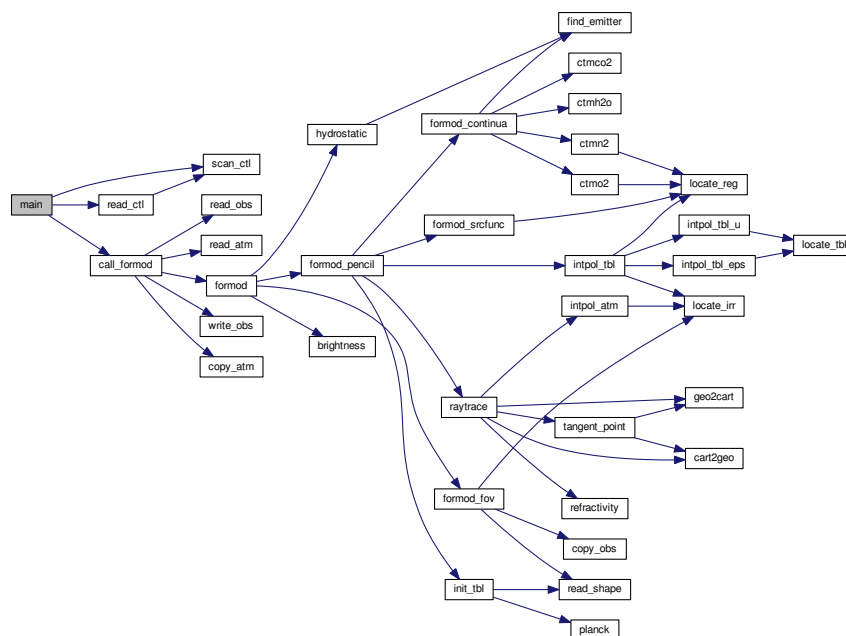 find_emitter
ctmco2
ctmh2o
hydrostatic
formod_continua
ctmn2
scan_ctl
ctmo2
locate_reg
main
read_ctl
read_obs
formod_srcfunc
intpol_tbl_u
read_atm
locate_tbl
call_formod
formod_pencil
intpol_tbl
intpol_tbl_eps
formod
intpol_atm
locate_irr
write_obs
brightness
copy_atm
geo2cart
raytrace
tangent_point
cart2geo
formod_fov
refractivity
copy_obs
init_tbl
read_shape
planck